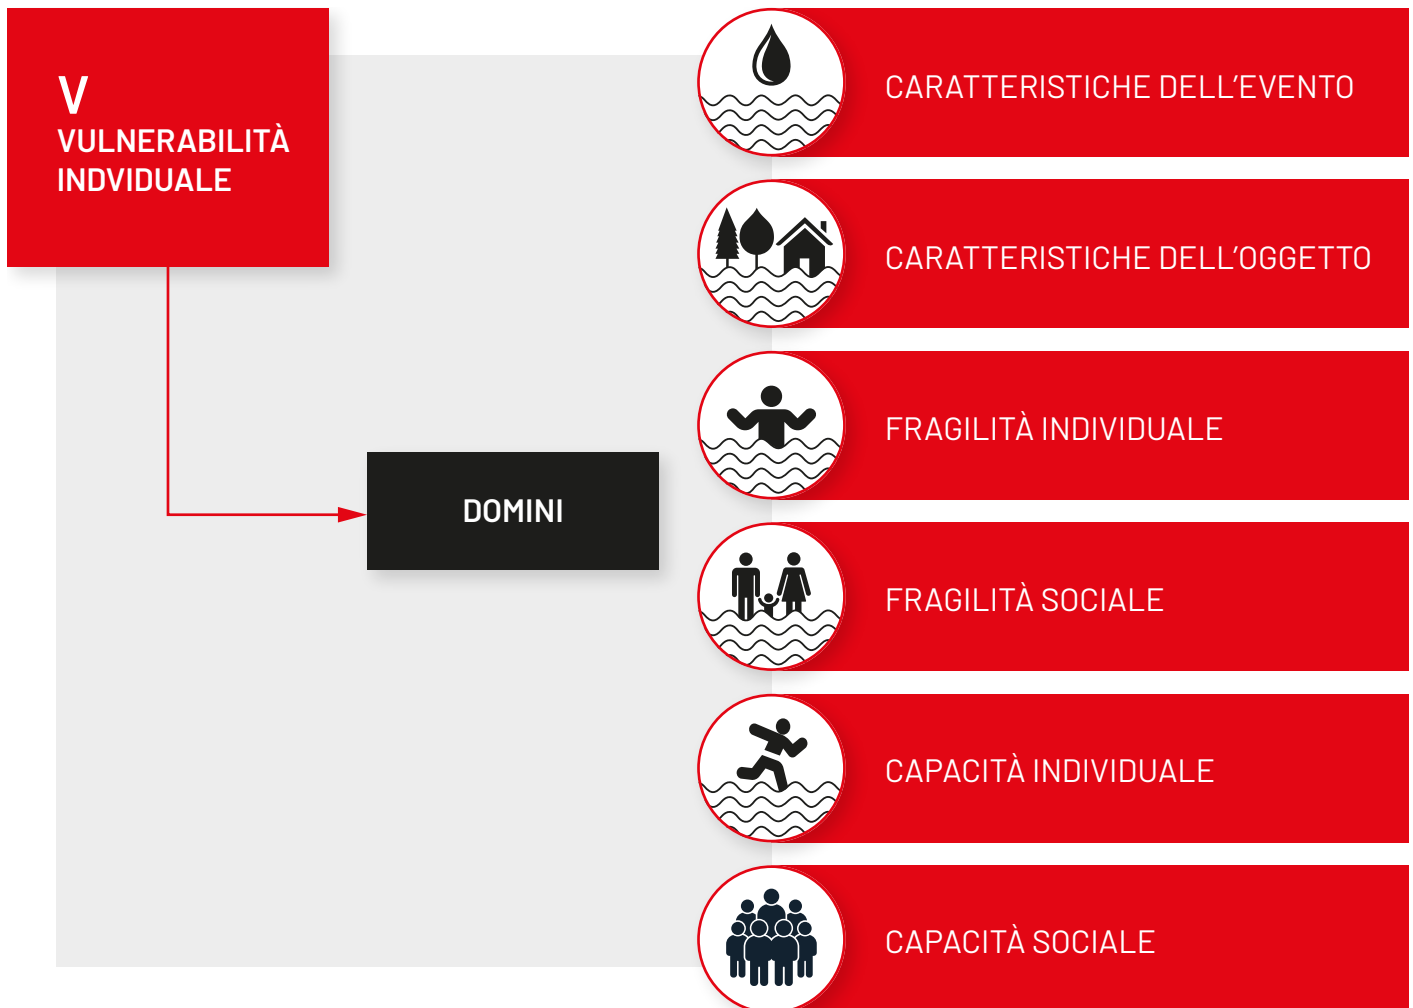 V
VULNERABILITÀ
INDVIDUALE
DOMINI
CARATTERISTICHE DELL'EVENTO
CARATTERISTICHE DELL'OGGETTO
FRAGILITÀ INDIVIDUALE
FRAGILITÀ SOCIALE
CAPACITÀ INDIVIDUALE
CAPACITÀ SOCIALE